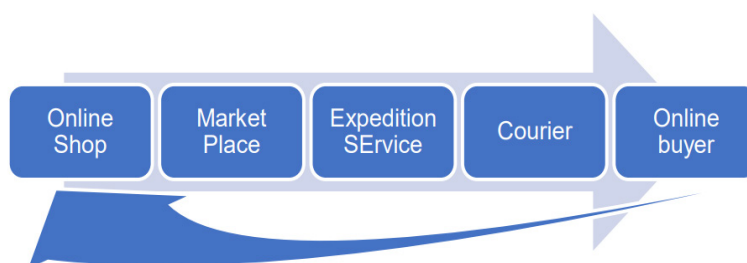 Online
Shop
Market
Place
Expedition
SErvice
Courier
Online
buyer